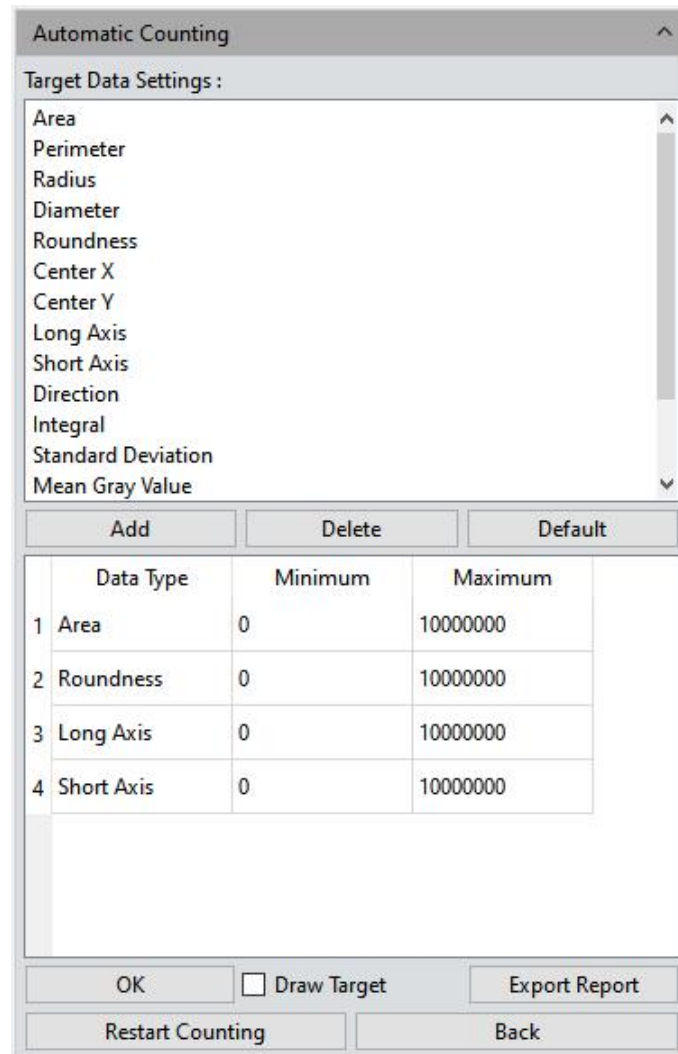 Automatic Counting
Target Data Settings :
Area
Perimeter
Radius
Diameter
Roundness
Center X
Center Y
Long Axis
Short Axis
Direction
Integral
Standard Deviation
Mean Gray Value
Add Delete Default
Data Type Minimum Maximum
1 Area 0 10000000
2 Roundness 0 10000000
3 Long Axis 0 10000000
4 Short Axis 0 10000000
OK Draw Target Export Report
Restart Counting Back